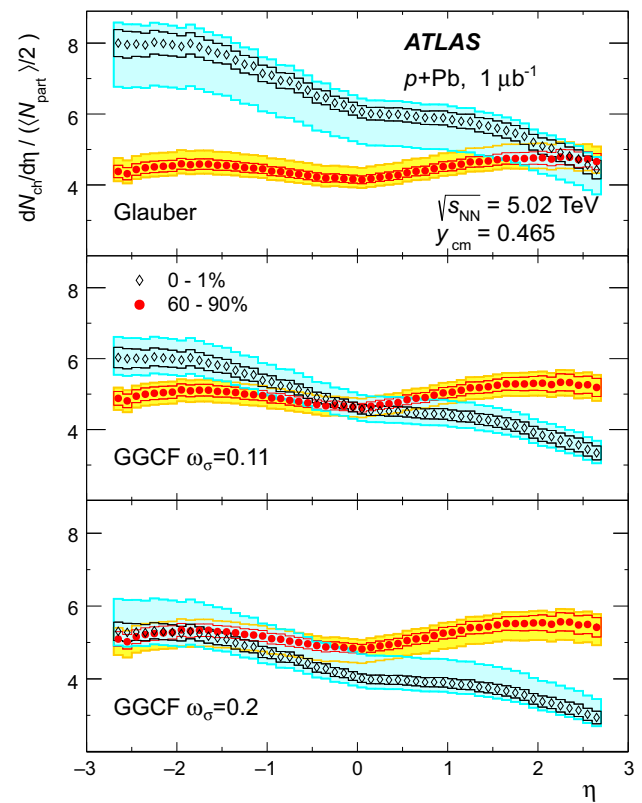 dN_ch/dη / (⟨N_part⟩/2)
ATLAS
p+Pb, 1 μb⁻¹
8
6
4
Glauber
√s_NN = 5.02 TeV
y_cm = 0.465
0 - 1%
60 - 90%
8
6
4
GGCF ω_σ=0.11
8
6
4
2
GGCF ω_σ=0.2
−3 −2 −1 0 1 2 3
η